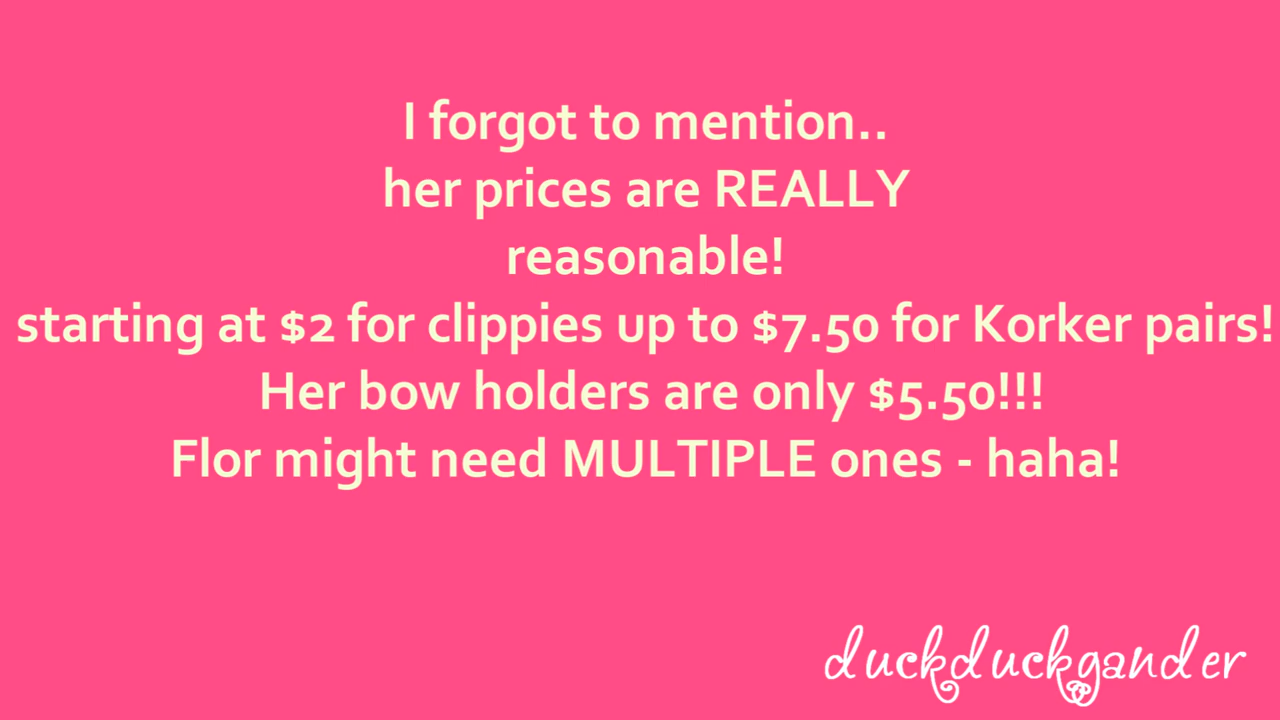 I forgot to mention..
her prices are REALLY
reasonable!
starting at $2 for clippies up to $7.50 for Korker pairs!
Her bow holders are only $5.50!!!
Flor might need MULTIPLE ones - haha!
duckduckgander